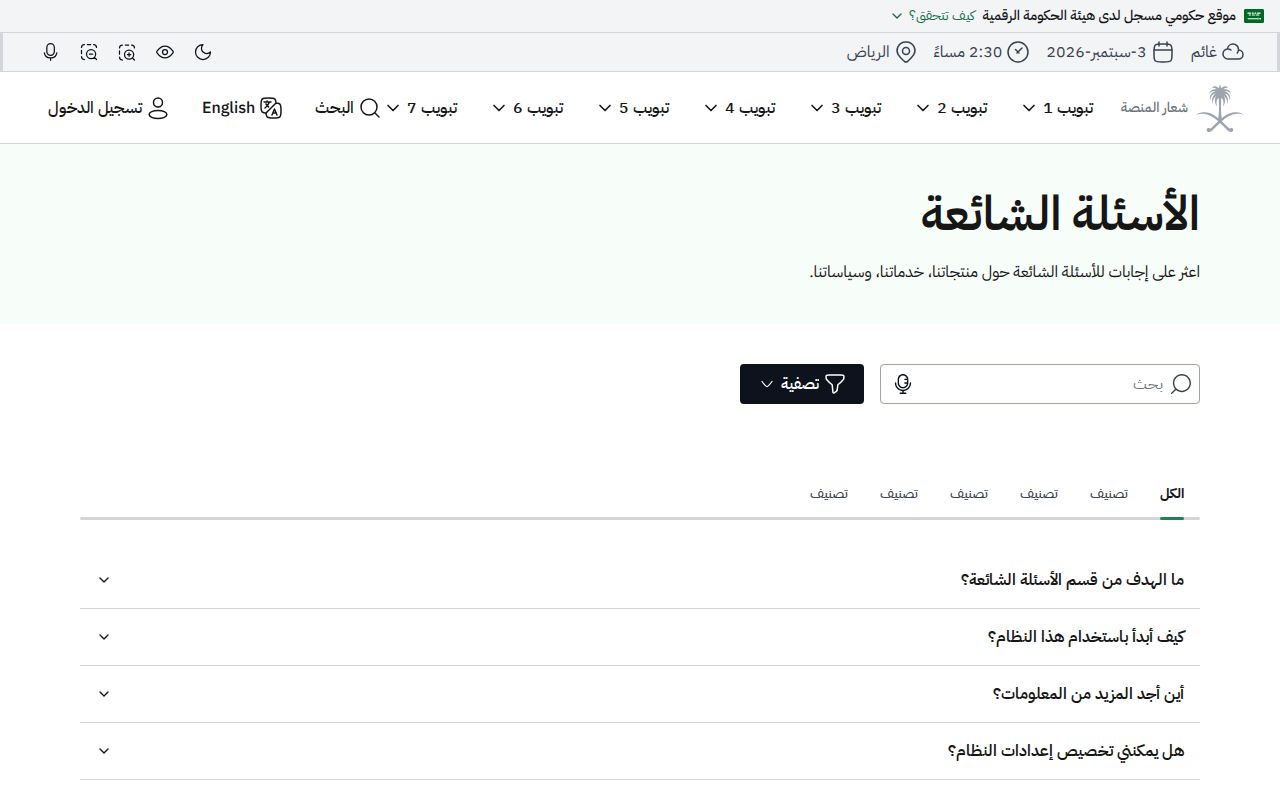 موقع حكومي مسجل لدى هيئة الحكومة الرقمية كيف تتحقق؟
غائم 3-سبتمبر-2026 2:30 مساءً الرياض
شعار المنصة تبويب 1 تبويب 2 تبويب 3 تبويب 4 تبويب 5 تبويب 6 تبويب 7 البحث English تسجيل الدخول
الأسئلة الشائعة
اعثر على إجابات للأسئلة الشائعة حول منتجاتنا، خدماتنا، وسياساتنا.
بحث تصفية
الكل تصنيف تصنيف تصنيف تصنيف تصنيف
ما الهدف من قسم الأسئلة الشائعة؟
كيف أبدأ باستخدام هذا النظام؟
أين أجد المزيد من المعلومات؟
هل يمكنني تخصيص إعدادات النظام؟